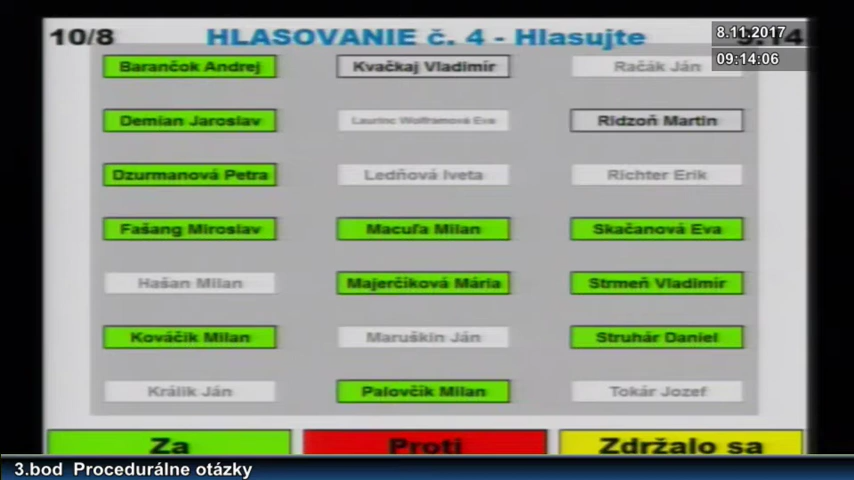 10/8 HLASOVANIE č. 4 - Hlasujte 9:14
8.11.2017
09:14:06
Barančok Andrej Kvačkaj Vladimír Račák Ján
Demian Jaroslav Laurinc Wolframová Eva Ridzoň Martin
Dzurmanová Petra Ledňová Iveta Richter Erik
Fašang Miroslav Macuľa Milan Skačanová Eva
Hašan Milan Majerčíková Mária Strmeň Vladimír
Kováčik Milan Maruškin Ján Struhár Daniel
Králik Ján Palovčík Milan Tokár Jozef
Za Proti Zdržalo sa
3.bod Procedurálne otázky